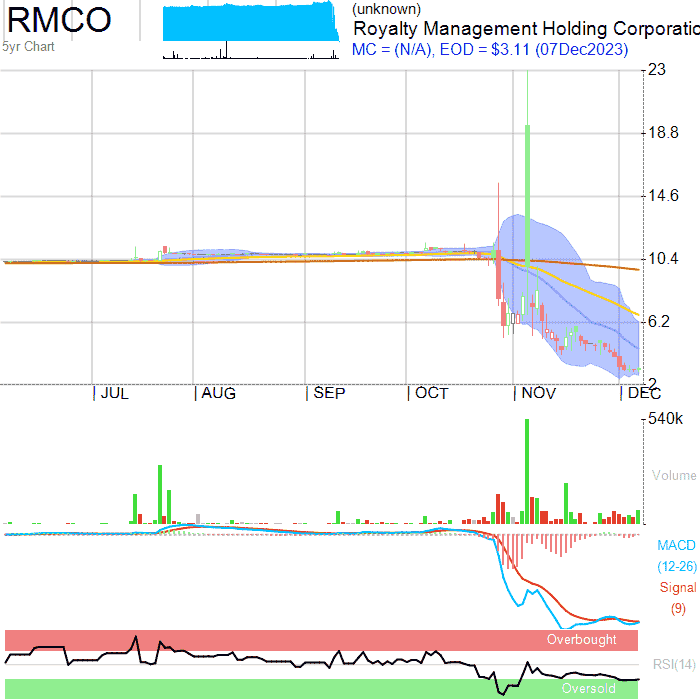 RMCO
5yr Chart
(unknown)
Royalty Management Holding Corporatio
MC = (N/A), EOD = $3.11 (07Dec2023)
23
18.8
14.6
10.4
6.2
2
JUL
AUG
SEP
OCT
NOV
DEC
540k
Volume
MACD
(12-26)
Signal
(9)
Overbought
RSI(14)
Oversold